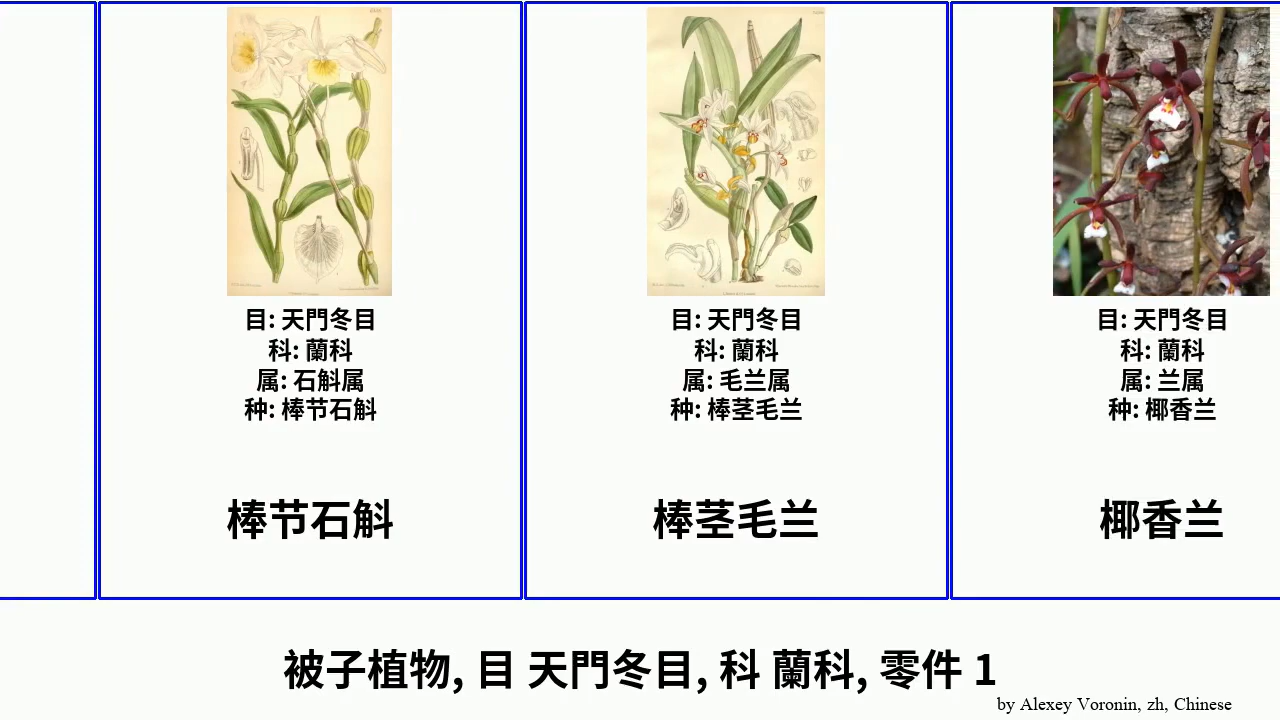 目: 天門冬目
科: 蘭科
属: 石斛属
种: 棒节石斛
棒节石斛
目: 天門冬目
科: 蘭科
属: 毛兰属
种: 棒茎毛兰
棒茎毛兰
目: 天門冬目
科: 蘭科
属: 兰属
种: 椰香兰
椰香兰
被子植物, 目 天門冬目, 科 蘭科, 零件 1
by Alexey Voronin, zh, Chinese